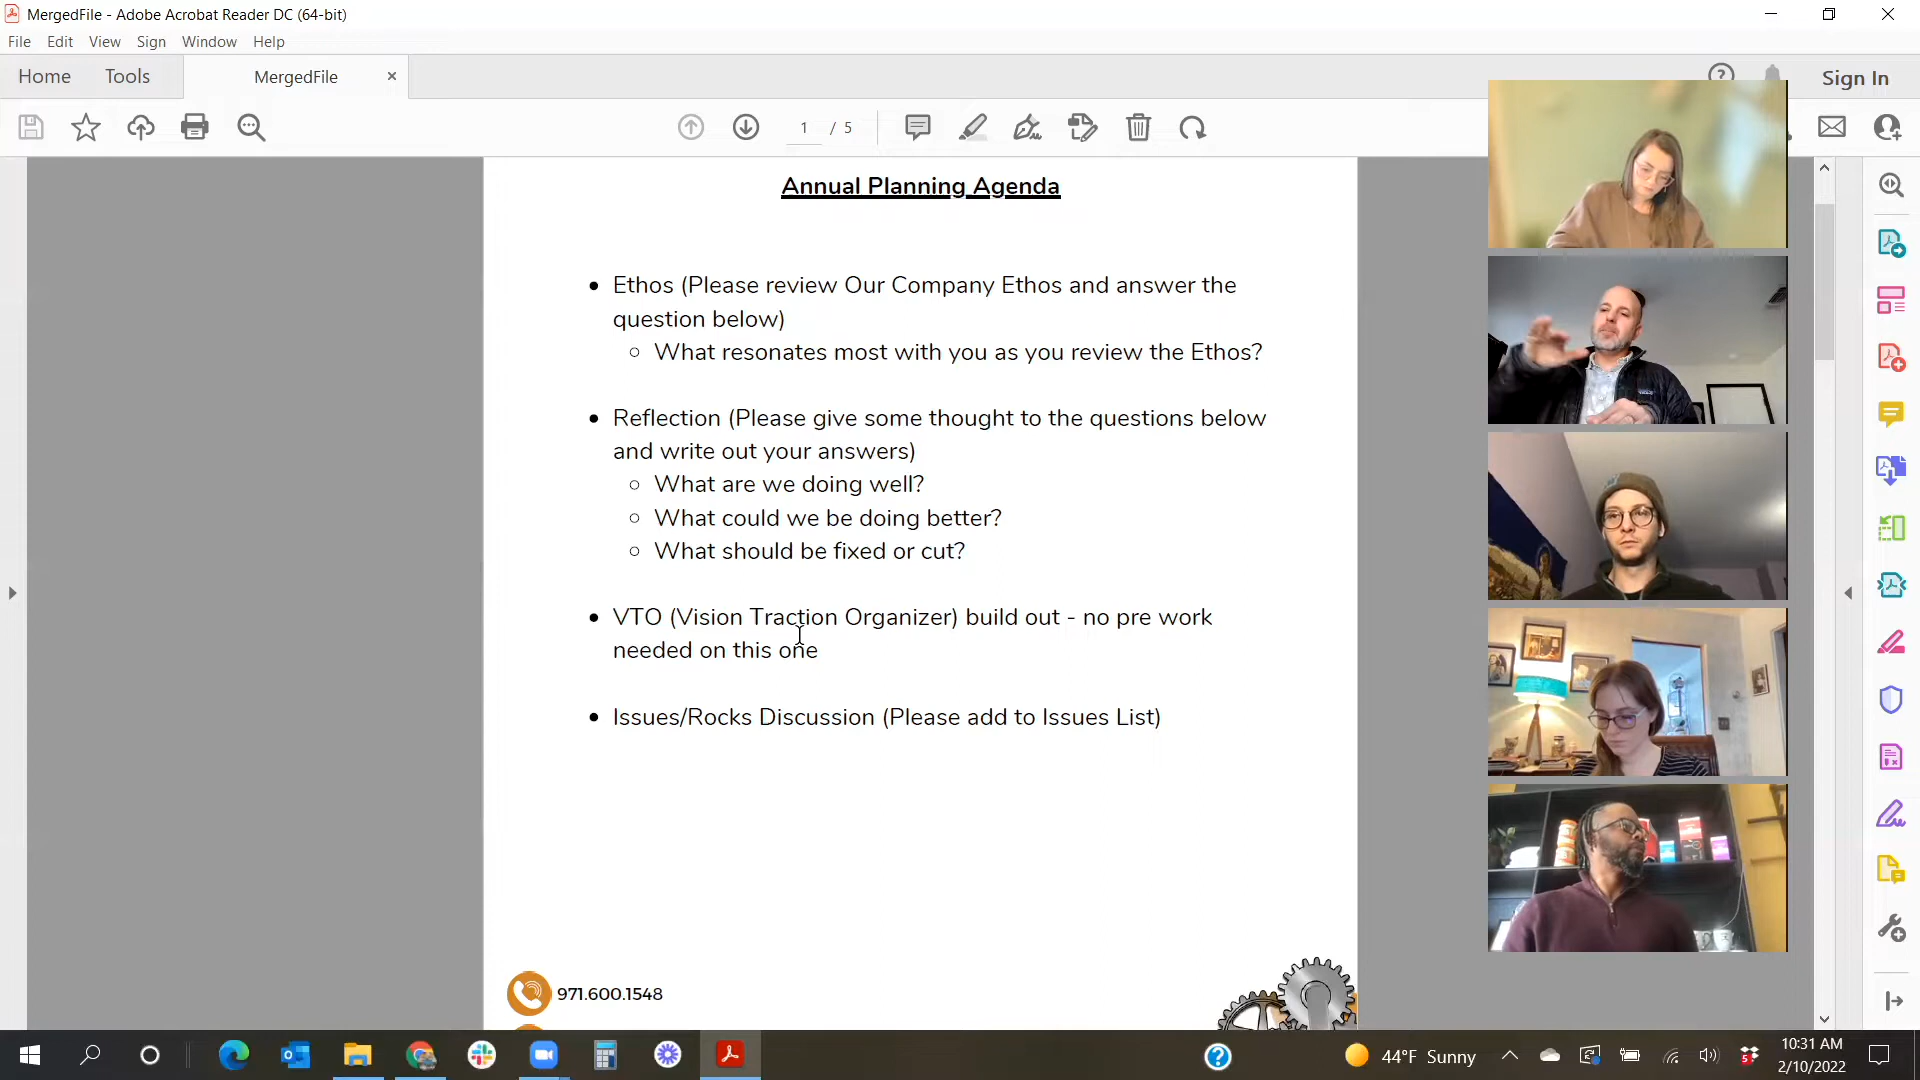 MergedFile - Adobe Acrobat Reader DC (64-bit)
File Edit View Sign Window Help
Home Tools MergedFile × Sign In
1 / 5
Annual Planning Agenda
• Ethos (Please review Our Company Ethos and answer the
question below)
○ What resonates most with you as you review the Ethos?
• Reflection (Please give some thought to the questions below
and write out your answers)
○ What are we doing well?
○ What could we be doing better?
○ What should be fixed or cut?
• VTO (Vision Traction Organizer) build out - no pre work
needed on this one
• Issues/Rocks Discussion (Please add to Issues List)
971.600.1548
44°F Sunny
10:31 AM
2/10/2022